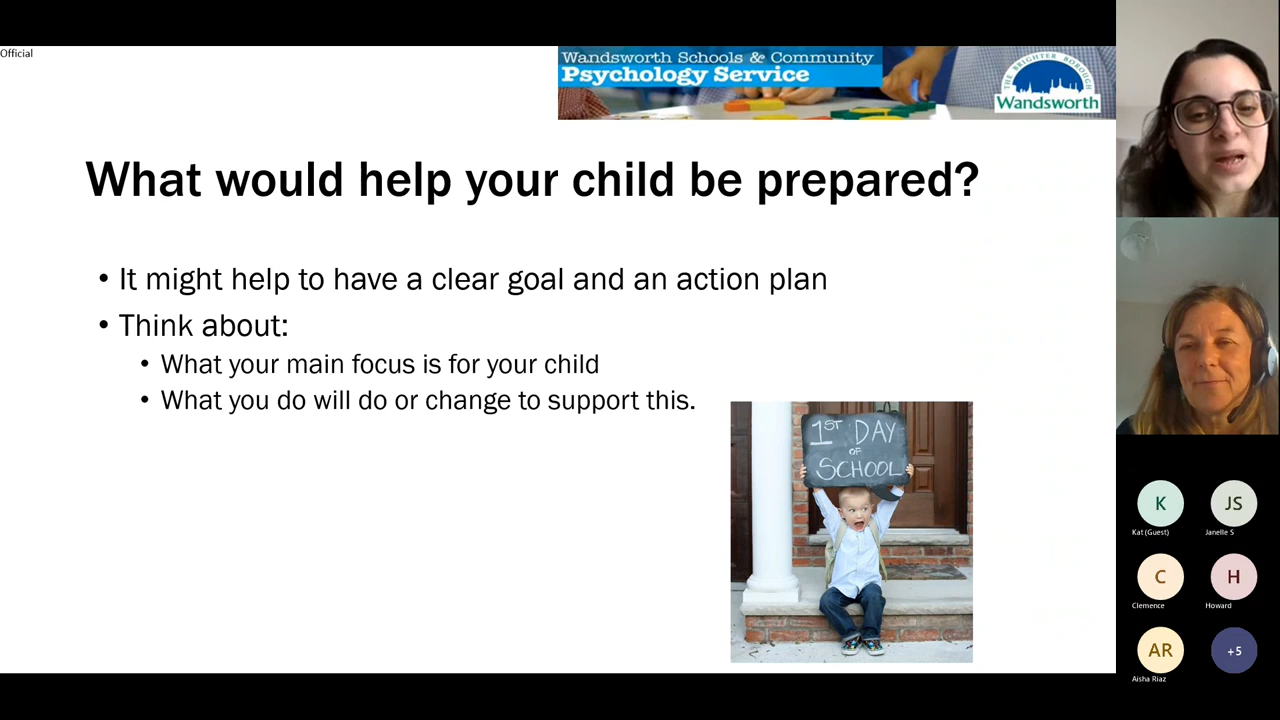 Official
Wandsworth Schools & Community
Psychology Service
THE BRIGHTER BOROUGH
Wandsworth
What would help your child be prepared?
• It might help to have a clear goal and an action plan
• Think about:
• What your main focus is for your child
• What you do will do or change to support this.
1ST DAY
OF
SCHOOL
K
JS
Kat (Guest)
Janelle S
C
H
Clemence
Howard
AR
+5
Aisha Riaz